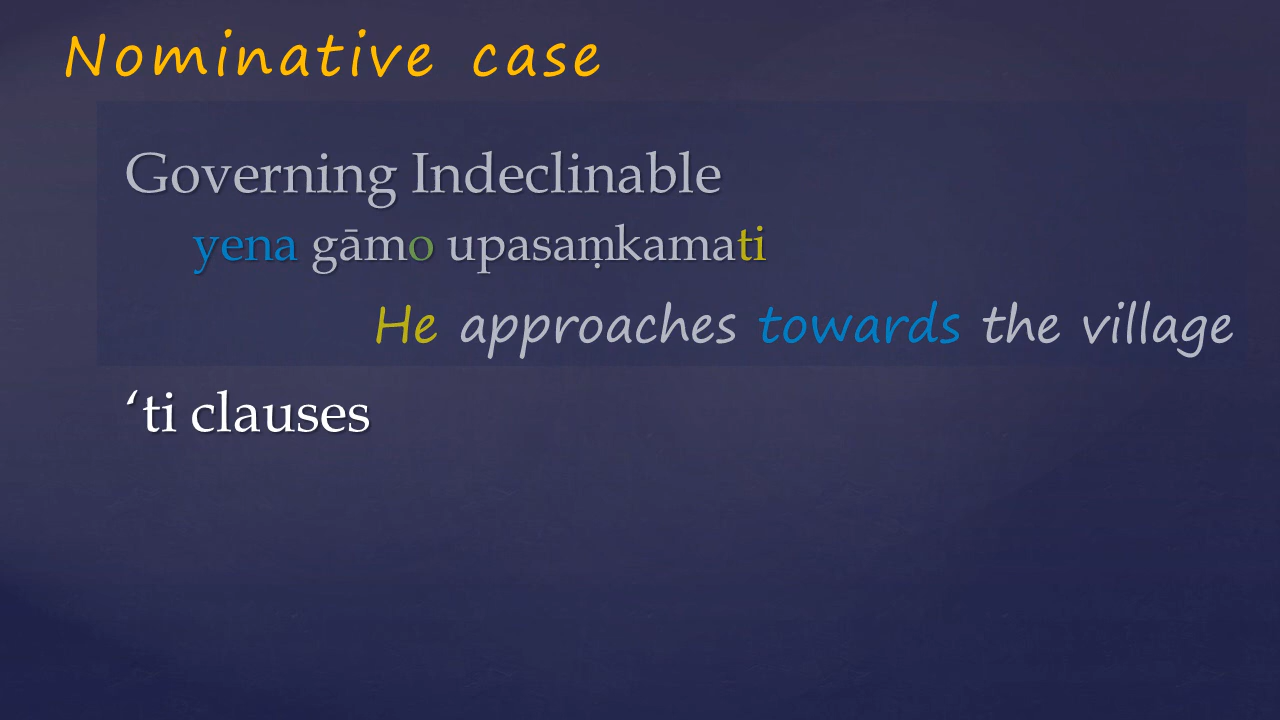 Nominative case
Governing Indeclinable
yena gāmo upasaṃkamati
He approaches towards the village
‘ti clauses